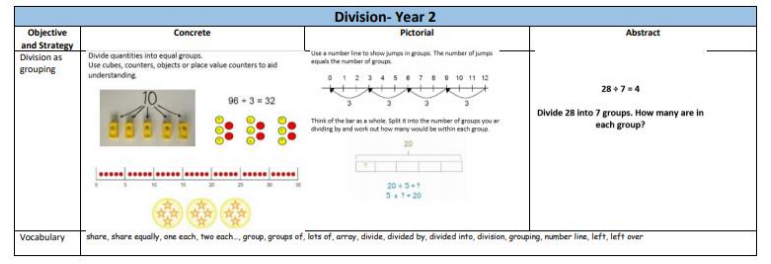 Division- Year 2
Objective and Strategy
Concrete
Pictorial
Abstract
Division as
grouping
Divide quantities into equal groups.
Use cubes, counters, objects or place value counters to aid
understanding.
10
96 ÷ 3 = 32
0 5 10 15 20 25 30 35
Use a number line to show jumps in groups. The number of jumps
equals the number of groups.
0 1 2 3 4 5 6 7 8 9 10 11 12
3 3 3 3
Think of the bar as a whole. Split it into the number of groups you ar
dividing by and work out how many would be within each group.
20
?
20 ÷ 5 = ?
5 x ? = 20
28 ÷ 7 = 4
Divide 28 into 7 groups. How many are in
each group?
Vocabulary
share, share equally, one each, two each…, group, groups of, lots of, array, divide, divided by, divided into, division, grouping, number line, left, left over